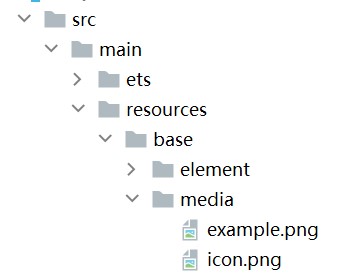 src
main
ets
resources
base
element
media
example.png
icon.png